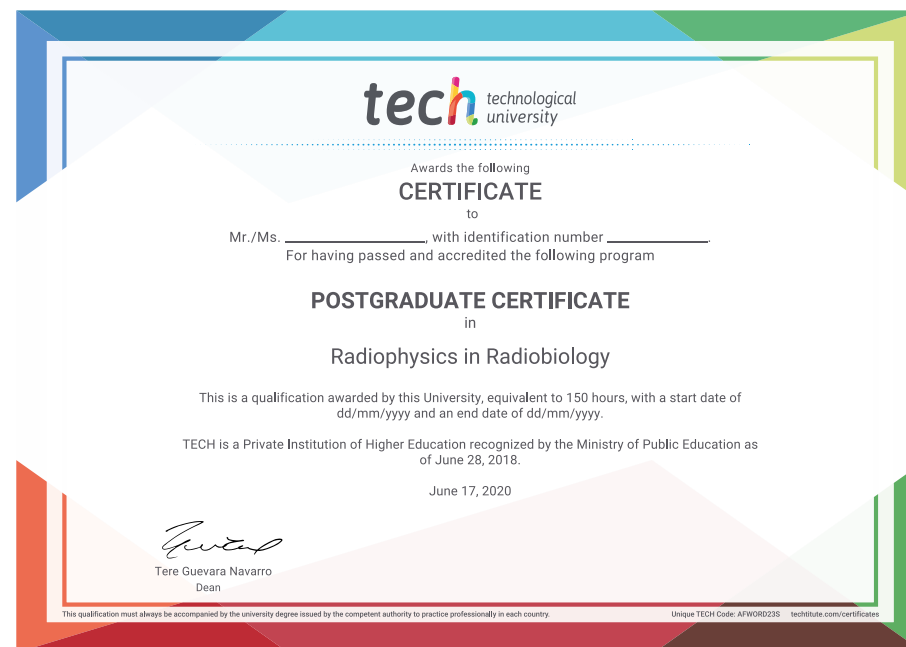 tech technological
university
Awards the following
CERTIFICATE
to
Mr./Ms. ____________________, with identification number ______________.
For having passed and accredited the following program
POSTGRADUATE CERTIFICATE
in
Radiophysics in Radiobiology
This is a qualification awarded by this University, equivalent to 150 hours, with a start date of
dd/mm/yyyy and an end date of dd/mm/yyyy.
TECH is a Private Institution of Higher Education recognized by the Ministry of Public Education as
of June 28, 2018.
June 17, 2020
Tere Guevara Navarro
Dean
This qualification must always be accompanied by the university degree issued by the competent authority to practice professionally in each country.
Unique TECH Code: AFWORD23S techtitute.com/certificates